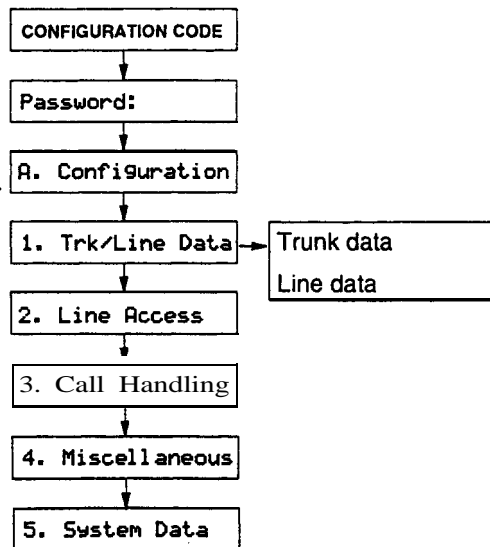 CONFIGURATION CODE
Password:
A. Configuration
1. Trk/Line Data
Trunk data
Line data
2. Line Access
3. Call Handling
4. Miscellaneous
5. System Data